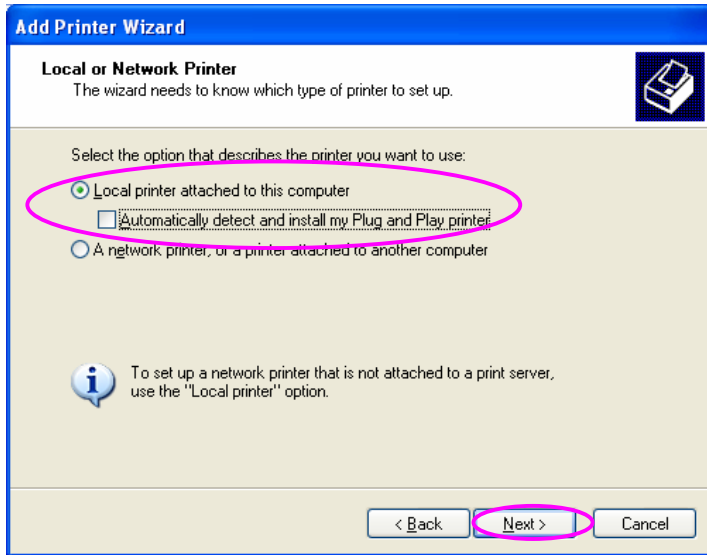 Add Printer Wizard
Local or Network Printer
The wizard needs to know which type of printer to set up.
Select the option that describes the printer you want to use:
Local printer attached to this computer
Automatically detect and install my Plug and Play printer
A network printer, or a printer attached to another computer
To set up a network printer that is not attached to a print server,
use the "Local printer" option.
< Back
Next >
Cancel